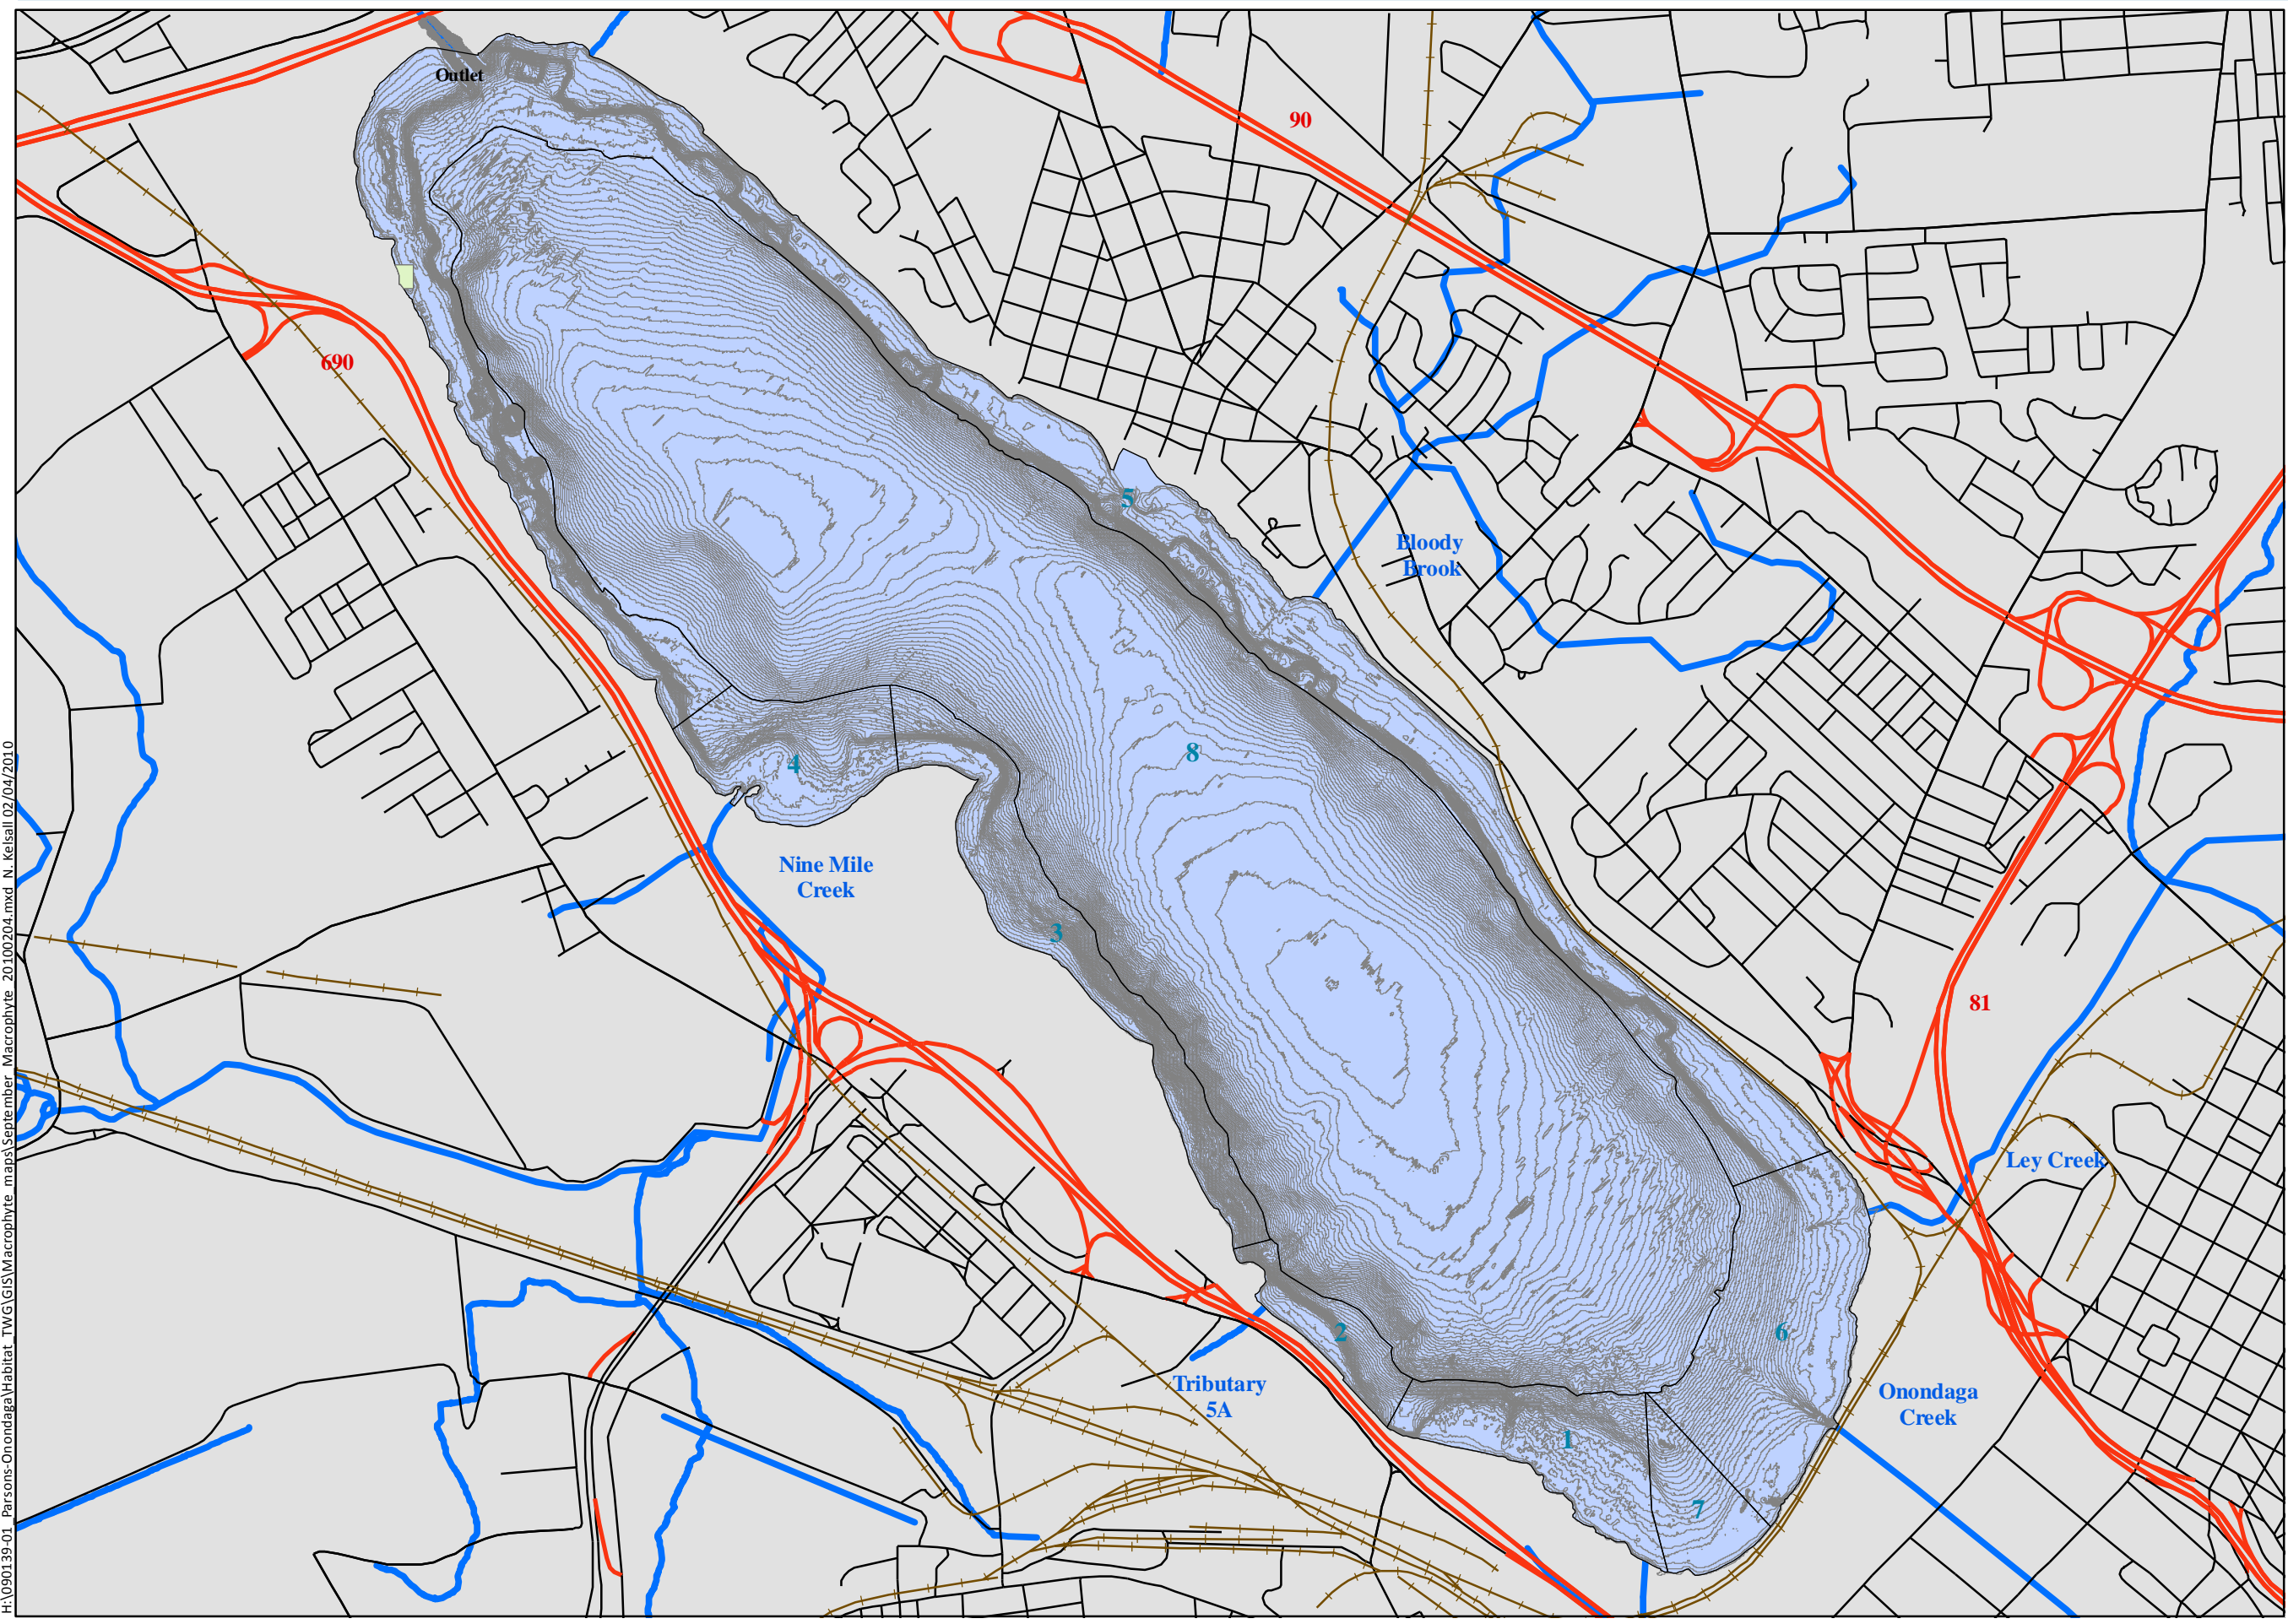 Outlet
90
690
5
Bloody
Brook
8
4
Nine Mile
Creek
3
81
Ley Creek
2
6
Tributary
5A
Onondaga
Creek
1
7
H:\090139-01_Parsons-Onondaga\Habitat_TWG\GIS\Macrophyte_maps\September_Macrophyte_20100204.mxd N. Kelsall 02/04/2010